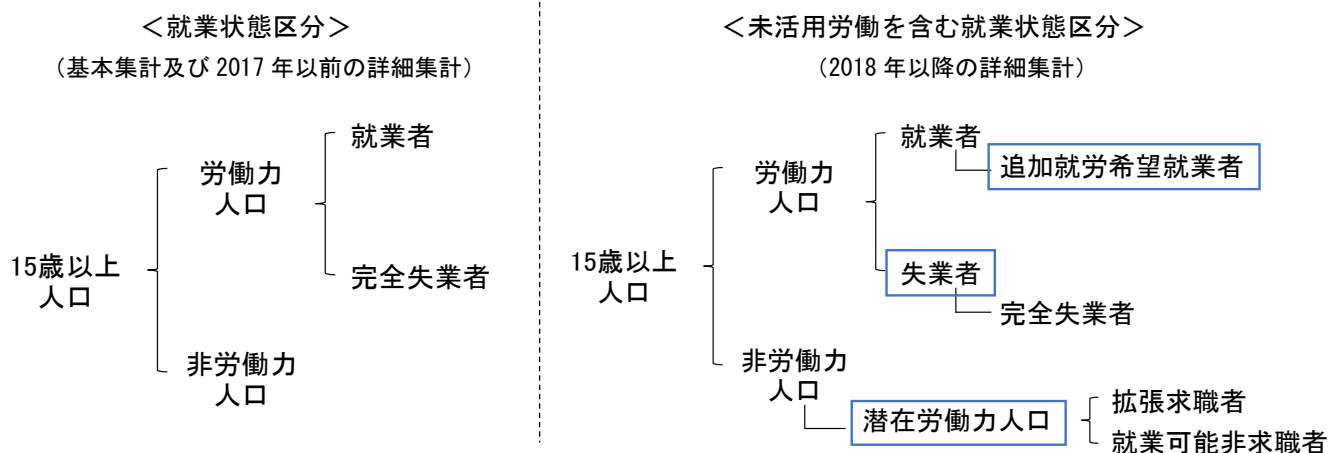 ＜就業状態区分＞
（基本集計及び 2017 年以前の詳細集計）
15歳以上
人口
労働力
人口
就業者
完全失業者
非労働力
人口
＜未活用労働を含む就業状態区分＞
（2018 年以降の詳細集計）
15歳以上
人口
労働力
人口
就業者
追加就労希望就業者
失業者
完全失業者
非労働力
人口
潜在労働力人口
拡張求職者
就業可能非求職者